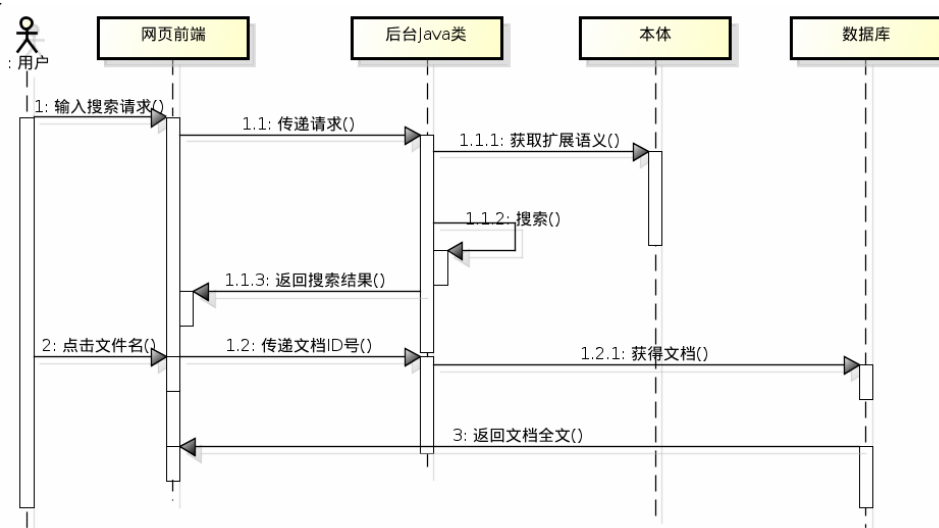 网页前端
后台Java类
本体
数据库
: 用户
1: 输入搜索请求()
1.1: 传递请求()
1.1.1: 获取扩展语义()
1.1.2: 搜索()
1.1.3: 返回搜索结果()
2: 点击文件名()
1.2: 传递文档ID号()
1.2.1: 获得文档()
3: 返回文档全文()